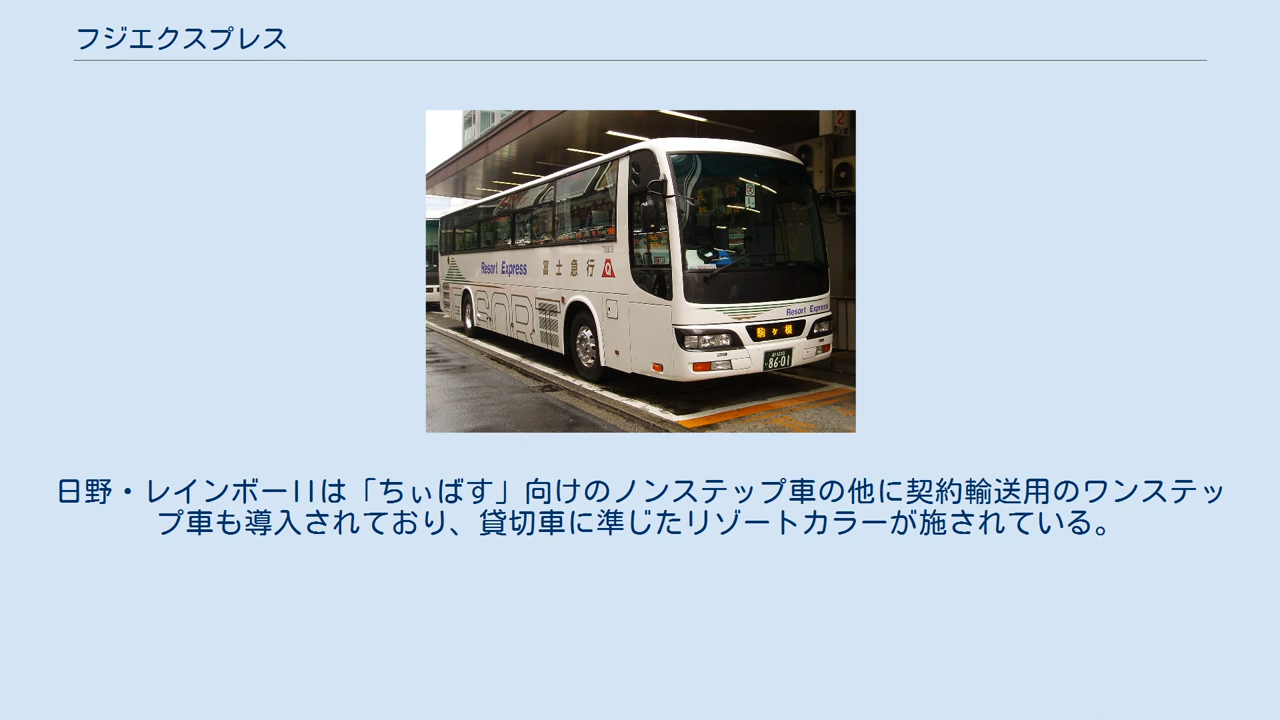 フジエクスプレス
2
Resort Express 富士急行
Resort Express
駒ヶ根
86-01
日野・レインボーIIは「ちぃばす」向けのノンステップ車の他に契約輸送用のワンステッ
プ車も導入されており、貸切車に準じたリゾートカラーが施されている。